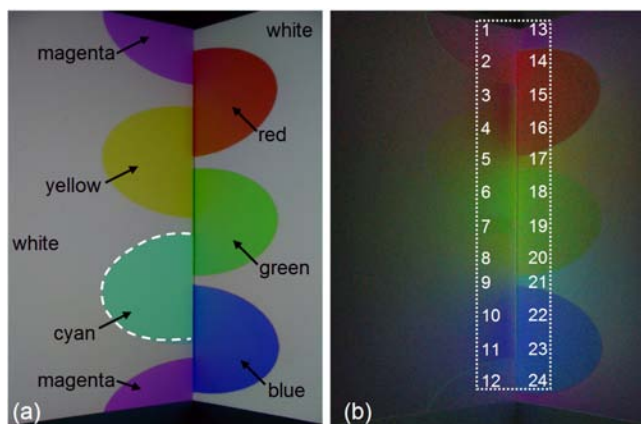 magenta
white
red
yellow
white
green
cyan
magenta
blue
(a)
1 13
2 14
3 15
4 16
5 17
6 18
7 19
8 20
9 21
10 22
11 23
12 24
(b)